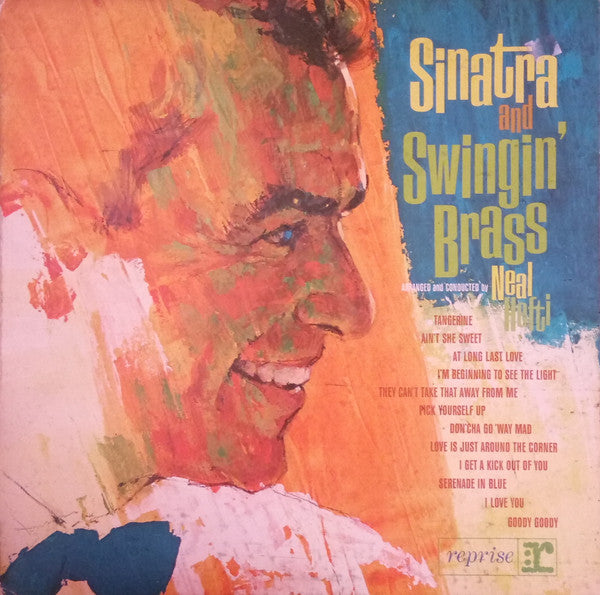 Sinatra
and
Swingin'
Brass
ARRANGED and CONDUCTED by Neal
Hefti
TANGERINE
AIN'T SHE SWEET
AT LONG LAST LOVE
I'M BEGINNING TO SEE THE LIGHT
THEY CAN'T TAKE THAT AWAY FROM ME
PICK YOURSELF UP
DON'CHA GO 'WAY MAD
LOVE IS JUST AROUND THE CORNER
I GET A KICK OUT OF YOU
SERENADE IN BLUE
I LOVE YOU
GOODY GOODY
reprise r